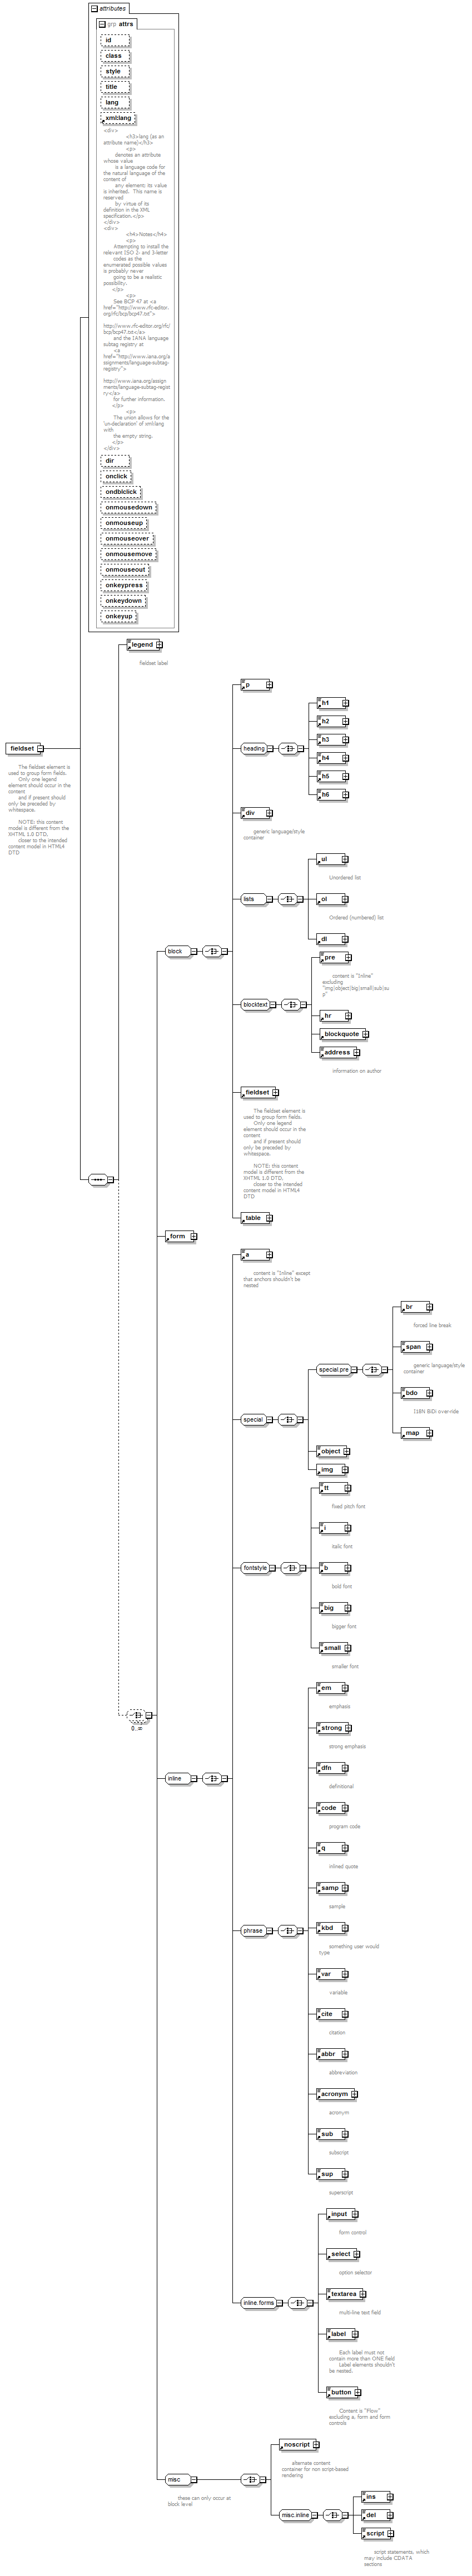 attributes
grp attrs
id
class
style
title
lang
xml:lang
<div>
<h3>lang (as an
attribute name)</h3>
<p>
denotes an attribute
whose value
is a language code for
the natural language of the
content of
any element; its value
is inherited. This name is
reserved
by virtue of its
definition in the XML
specification.</p>
</div>
<div>
<h4>Notes</h4>
<p>
Attempting to install the
relevant ISO 2- and 3-letter
codes as the
enumerated possible values
is probably never
going to be a realistic
possibility.
</p>
<p>
See BCP 47 at <a
href="http://www.rfc-editor.
org/rfc/bcp/bcp47.txt">
http://www.rfc-editor.org/rfc/
bcp/bcp47.txt</a>
and the IANA language
subtag registry at
<a
href="http://www.iana.org/a
ssignments/language-subtag-
registry">
http://www.iana.org/assign
ments/language-subtag-regist
ry</a>
for further information.
</p>
<p>
The union allows for the
'un-declaration' of xml:lang
with
the empty string.
</p>
</div>
dir
onclick
ondblclick
onmousedown
onmouseup
onmouseover
onmousemove
onmouseout
onkeypress
onkeydown
onkeyup
legend
fieldset label
fieldset
The fieldset element is
used to group form fields.
Only one legend
element should occur in the
content
and if present should
only be preceded by
whitespace.
NOTE: this content
model is different from the
XHTML 1.0 DTD,
closer to the intended
content model in HTML4
DTD
p
heading
h1
h2
h3
h4
h5
h6
div
generic language/style
container
lists
ul
Unordered list
ol
Ordered (numbered) list
dl
block
blocktext
pre
content is "Inline"
excluding
"img|object|big|small|sub|su
p"
hr
blockquote
address
information on author
fieldset
The fieldset element is
used to group form fields.
Only one legend
element should occur in the
content
and if present should
only be preceded by
whitespace.
NOTE: this content
model is different from the
XHTML 1.0 DTD,
closer to the intended
content model in HTML4
DTD
table
form
a
content is "Inline" except
that anchors shouldn't be
nested
special
special.pre
br
forced line break
span
generic language/style
container
bdo
I18N BiDi over-ride
map
object
img
fontstyle
tt
fixed pitch font
i
italic font
b
bold font
big
bigger font
small
smaller font
0..∞
inline
phrase
em
emphasis
strong
strong emphasis
dfn
definitional
code
program code
q
inlined quote
samp
sample
kbd
something user would
type
var
variable
cite
citation
abbr
abbreviation
acronym
acronym
sub
subscript
sup
superscript
inline.forms
input
form control
select
option selector
textarea
multi-line text field
label
Each label must not
contain more than ONE field
Label elements shouldn't
be nested.
button
Content is "Flow"
excluding a, form and form
controls
misc
these can only occur at
block level
noscript
alternate content
container for non script-based
rendering
misc.inline
ins
del
script
script statements, which
may include CDATA
sections